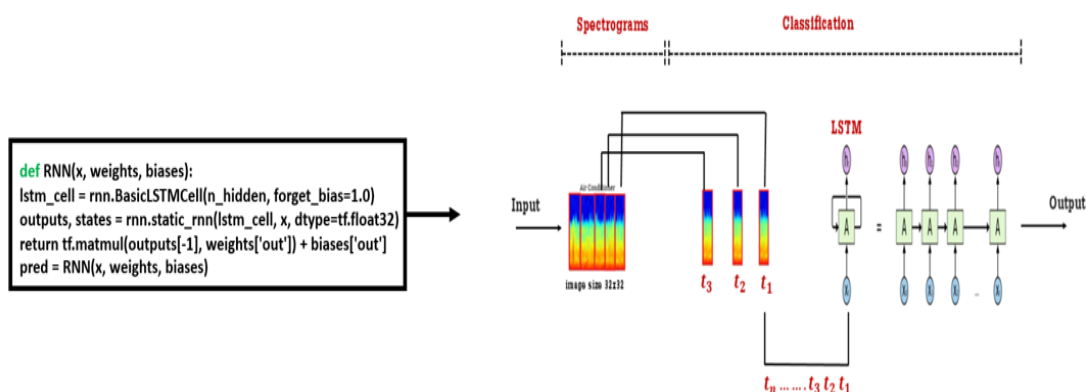 Spectrograms
Classification
def RNN(x, weights, biases):
lstm_cell = rnn.BasicLSTMCell(n_hidden, forget_bias=1.0)
outputs, states = rnn.static_rnn(lstm_cell, x, dtype=tf.float32)
return tf.matmul(outputs[-1], weights['out']) + biases['out']
pred = RNN(x, weights, biases)
Input
Air Conditioner
image size 32x32
t3 t2 t1
LSTM
A = A A A A
Output
tn ....... t3 t2 t1